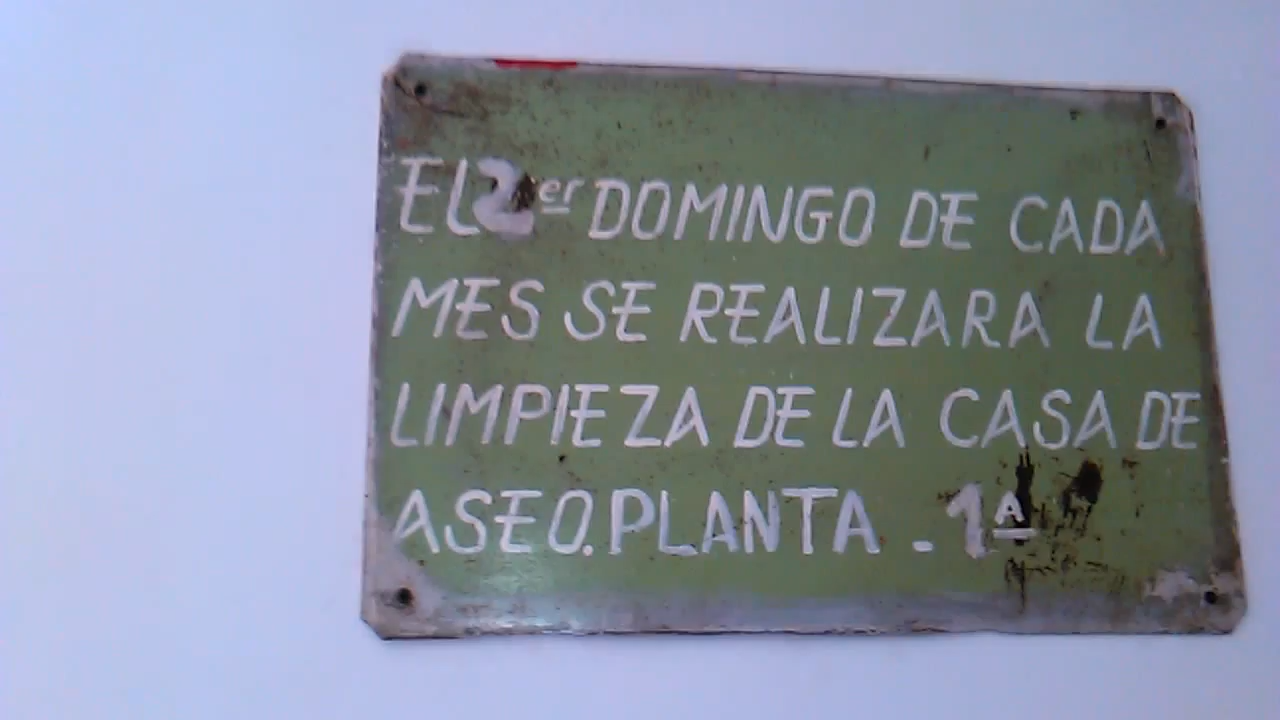 EL 2er DOMINGO DE CADA
MES SE REALIZARA LA
LIMPIEZA DE LA CASA DE
ASEO. PLANTA. 1A